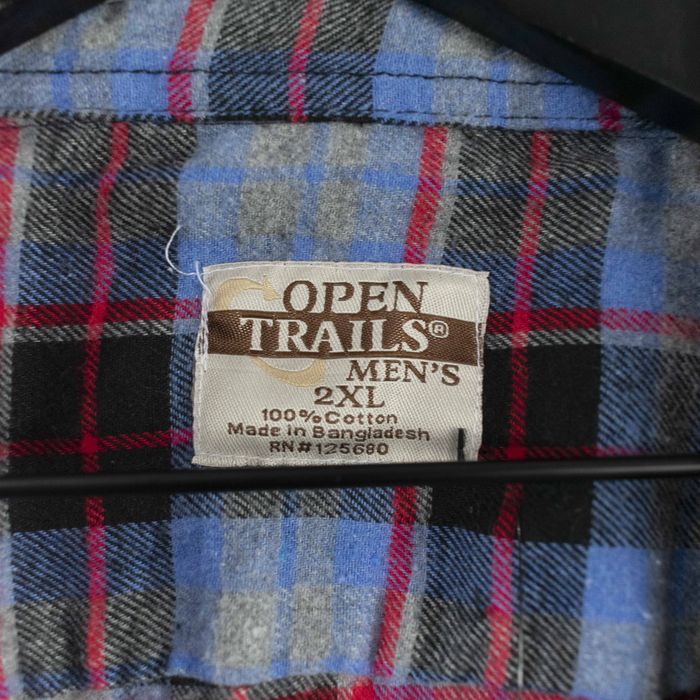 OPEN
TRAILS®
MEN'S
2XL
100% Cotton
Made in Bangladesh
RN#125680